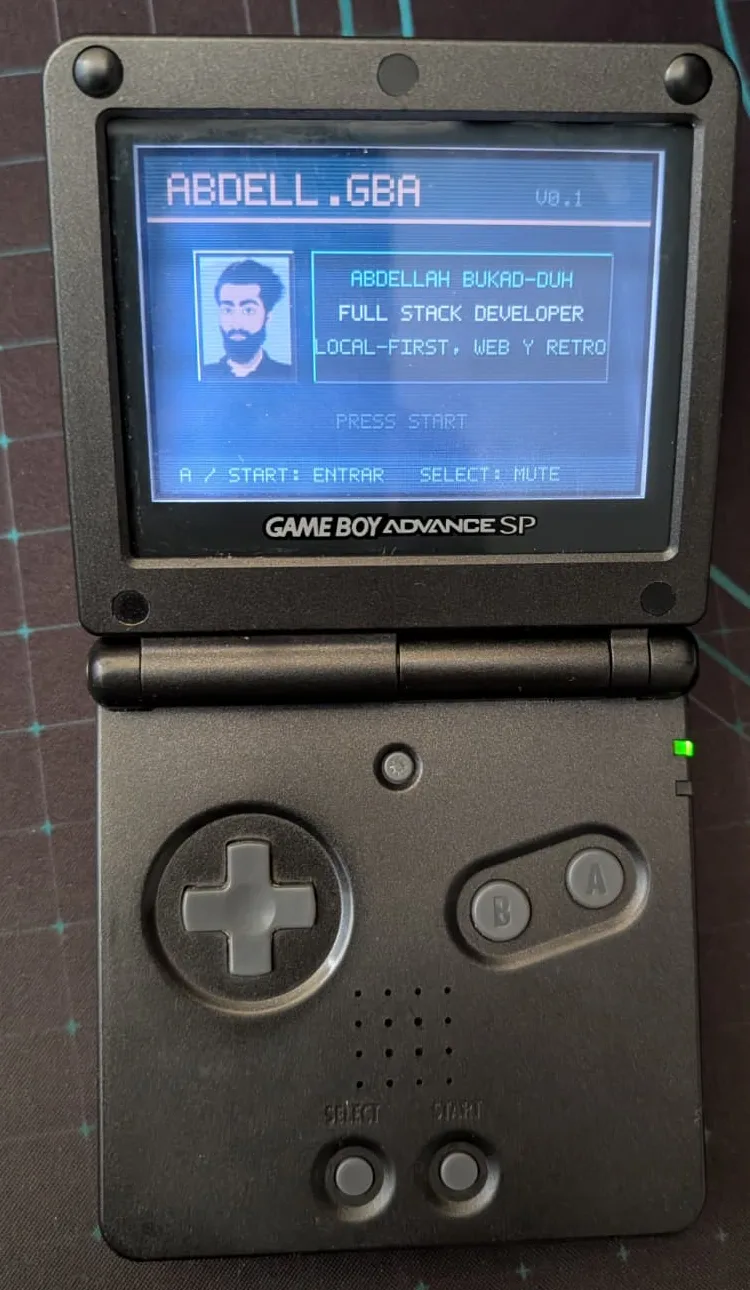 ABDELL.GBA V0.1
ABDELLAH BUKAD-DUH
FULL STACK DEVELOPER
LOCAL-FIRST, WEB Y RETRO
PRESS START
A / START: ENTRAR SELECT: MUTE
GAME BOY ADVANCE SP
B A
SELECT START